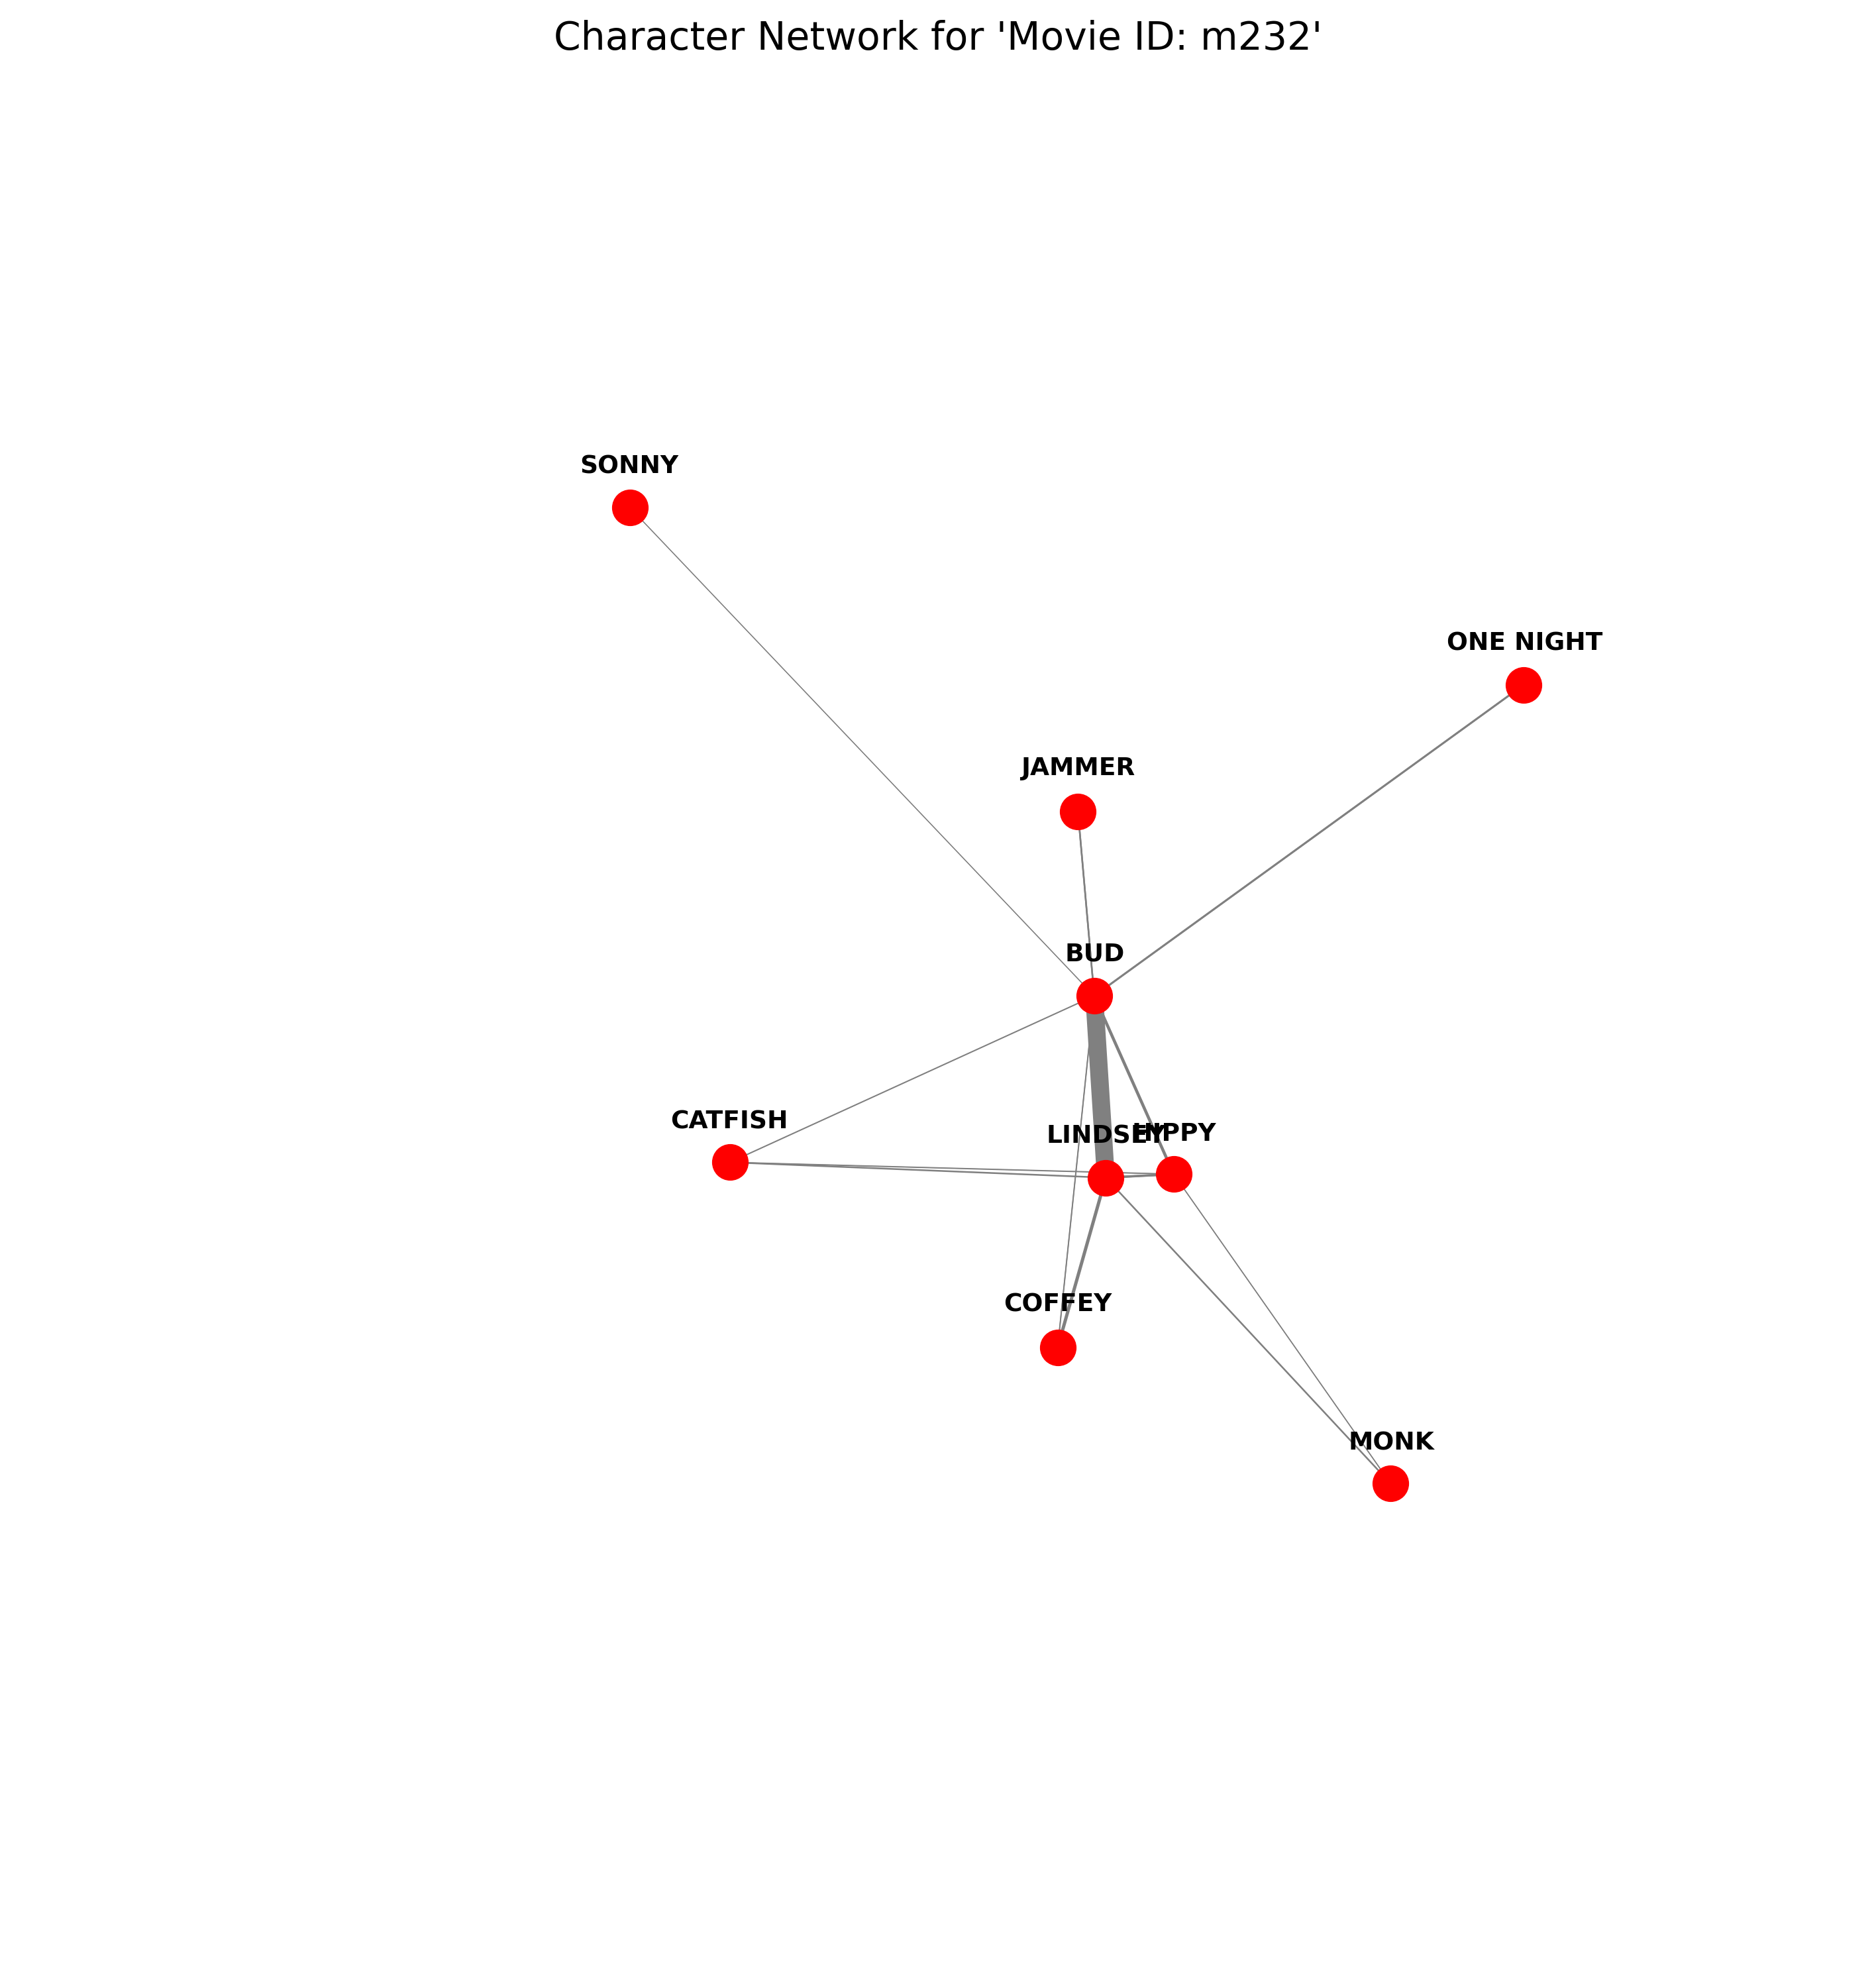 Character Network for 'Movie ID: m232'
SONNY
ONE NIGHT
JAMMER
BUD
CATFISH
LINDSEY
HIPPY
COFFEY
MONK